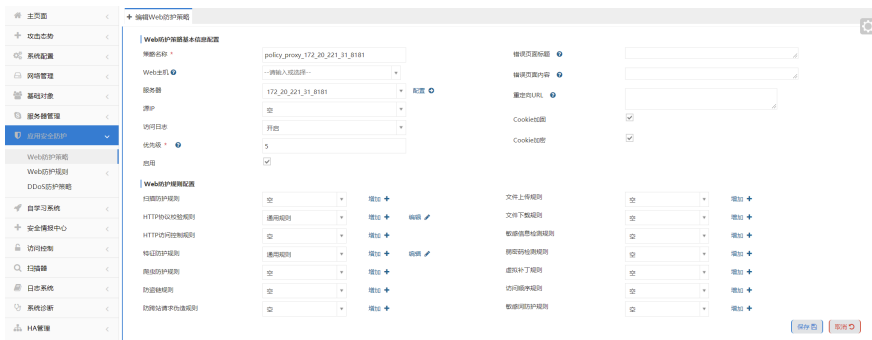 主页面
攻击态势
系统配置
网络管理
基础对象
服务器管理
应用安全防护
Web防护策略
Web防护规则
DDoS防护策略
自学习系统
安全情报中心
访问控制
扫描器
日志系统
系统诊断
HA管理
编辑Web防护策略
Web防护策略基本信息配置
策略名称 * policy_proxy_172_20_221_31_8181
Web主机 --请输入或选择--
服务器 172_20_221_31_8181 配置
源IP 空
访问日志 开启
优先级 * 5
启用
错误页面标题
错误页面内容
重定向URL
Cookie加固
Cookie加密
Web防护规则配置
扫描防护规则 空 增加
HTTP协议校验规则 通用规则 增加 编辑
HTTP访问控制规则 空 增加
特征防护规则 通用规则 增加 编辑
爬虫防护规则 空 增加
防盗链规则 空 增加
防跨站请求伪造规则 空 增加
文件上传规则 空 增加
文件下载规则 空 增加
敏感信息检测规则 空 增加
弱密码检测规则 空 增加
虚拟补丁规则 空 增加
访问顺序规则 空 增加
敏感词防护规则 空 增加
保存 取消